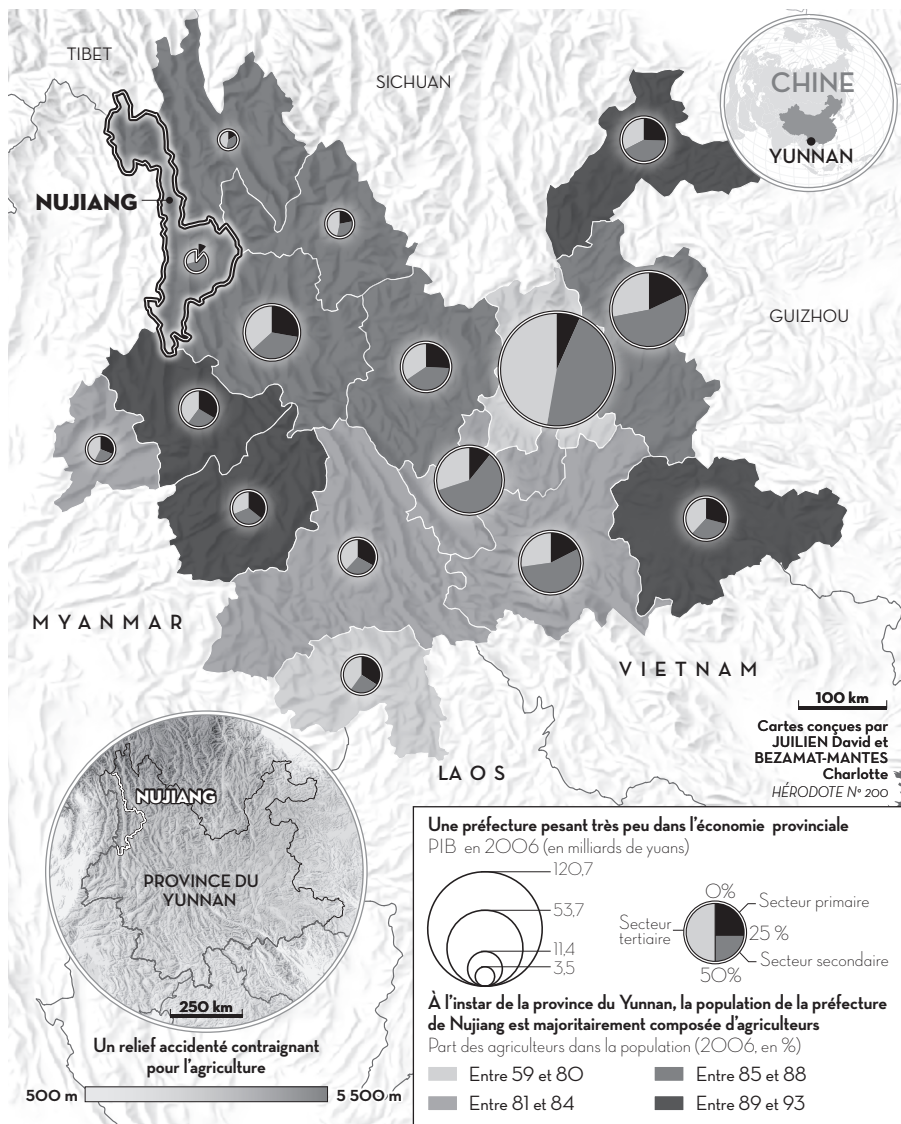 TIBET
SICHUAN
CHINE
YUNNAN
NUJIANG
GUIZHOU
MYANMAR
VIETNAM
LAOS
100 km
Cartes conçues par
JUILIEN David et
BEZAMAT-MANTES
Charlotte
HÉRODOTE N° 200
NUJIANG
PROVINCE DU
YUNNAN
250 km
Un relief accidenté contraignant
pour l'agriculture
500 m
5 500 m
Une préfecture pesant très peu dans l'économie provinciale
PIB en 2006 (en milliards de yuans)
120,7
53,7
11,4
3,5
0%
Secteur primaire
25 %
Secteur secondaire
50%
Secteur
tertiaire
À l'instar de la province du Yunnan, la population de la préfecture
de Nujiang est majoritairement composée d'agriculteurs
Part des agriculteurs dans la population (2006, en %)
Entre 59 et 80
Entre 85 et 88
Entre 81 et 84
Entre 89 et 93